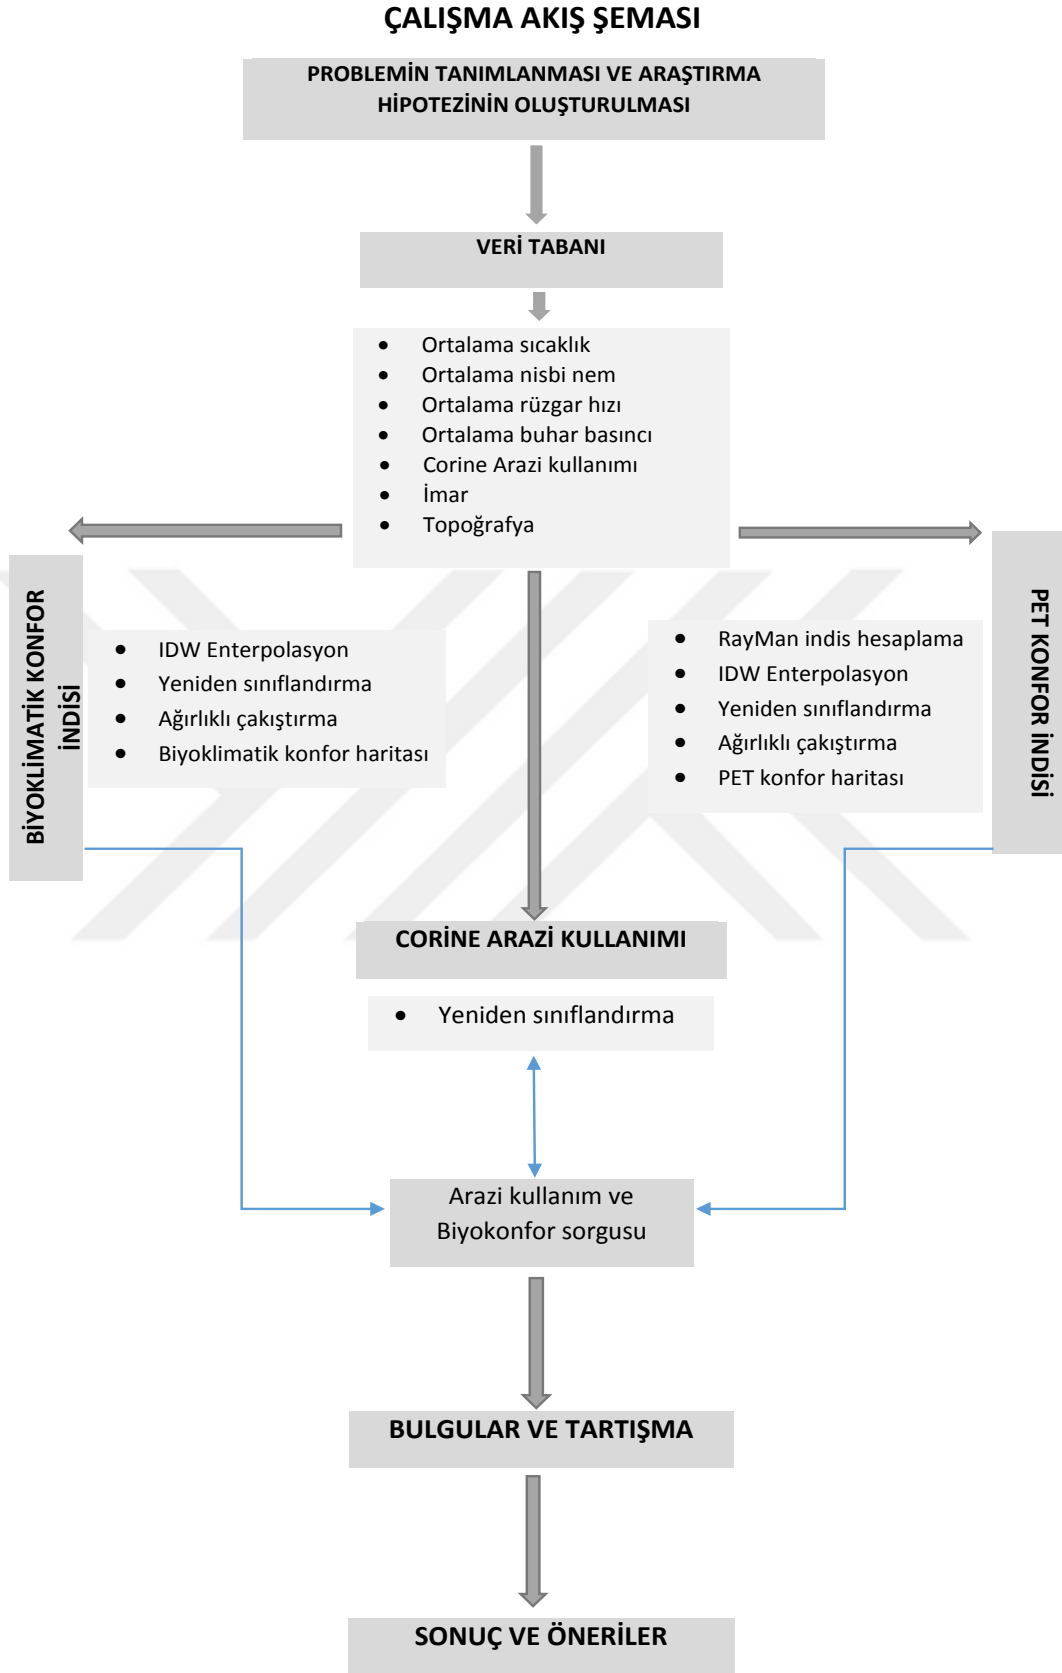 ÇALIŞMA AKIŞ ŞEMASI
PROBLEMİN TANIMLANMASI VE ARAŞTIRMA
HİPOTEZİNİN OLUŞTURULMASI
VERİ TABANI
• Ortalama sıcaklık
• Ortalama nisbi nem
• Ortalama rüzgar hızı
• Ortalama buhar basıncı
• Corine Arazi kullanımı
• İmar
• Topoğrafya
BİYOKLİMATİK KONFOR
İNDİSİ
• IDW Enterpolasyon
• Yeniden sınıflandırma
• Ağırlıklı çakıştırma
• Biyoklimatik konfor haritası
• RayMan indis hesaplama
• IDW Enterpolasyon
• Yeniden sınıflandırma
• Ağırlıklı çakıştırma
• PET konfor haritası
PET KONFOR İNDİSİ
CORİNE ARAZİ KULLANIMI
• Yeniden sınıflandırma
Arazi kullanım ve
Biyokonfor sorgusu
BULGULAR VE TARTIŞMA
SONUÇ VE ÖNERİLER